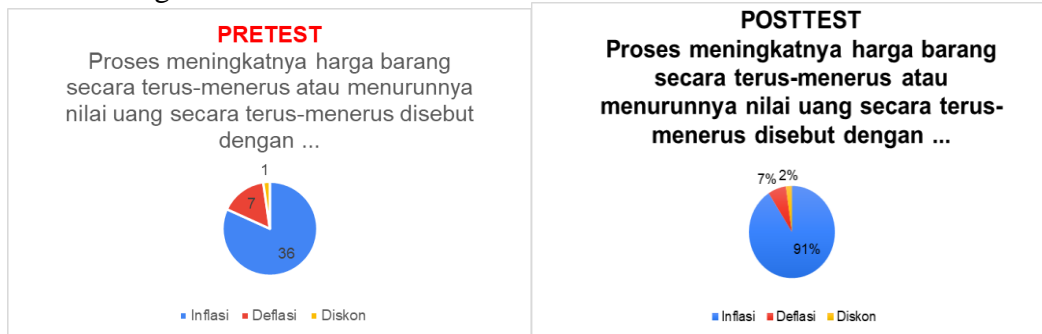 PRETEST
Proses meningkatnya harga barang
secara terus-menerus atau menurunnya
nilai uang secara terus-menerus disebut
dengan ...
1
7
36
Inflasi Deflasi Diskon
POSTTEST
Proses meningkatnya harga barang
secara terus-menerus atau
menurunnya nilai uang secara terus-
menerus disebut dengan ...
7% 2%
91%
Inflasi Deflasi Diskon